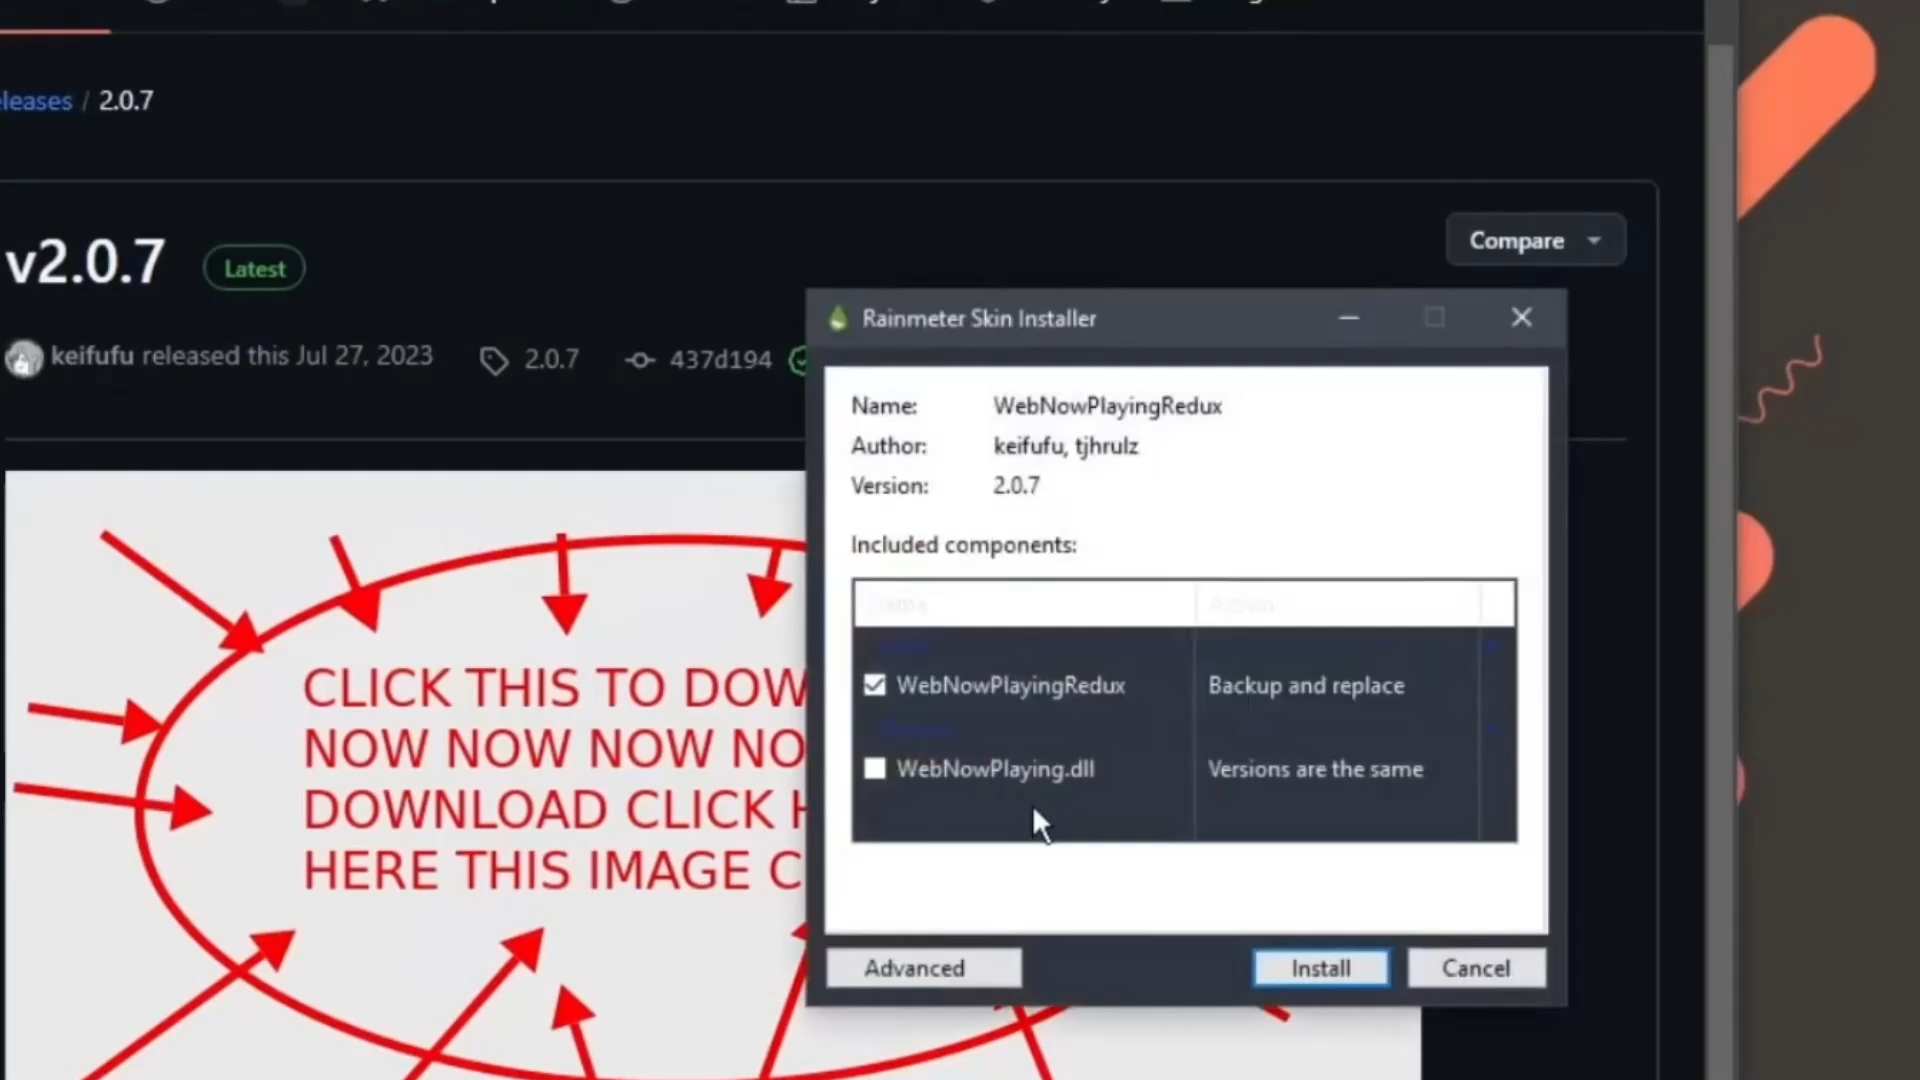 eleases / 2.0.7
v2.0.7 Latest
Compare
keifufu released this Jul 27, 2023 2.0.7 437d194
Rainmeter Skin Installer
Name: WebNowPlayingRedux
Author: keifufu, tjhrulz
Version: 2.0.7
Included components:
Name Action
WebNowPlayingRedux Backup and replace
WebNowPlaying.dll Versions are the same
Advanced Install Cancel
CLICK THIS TO DOW
NOW NOW NOW NO
DOWNLOAD CLICK H
HERE THIS IMAGE C